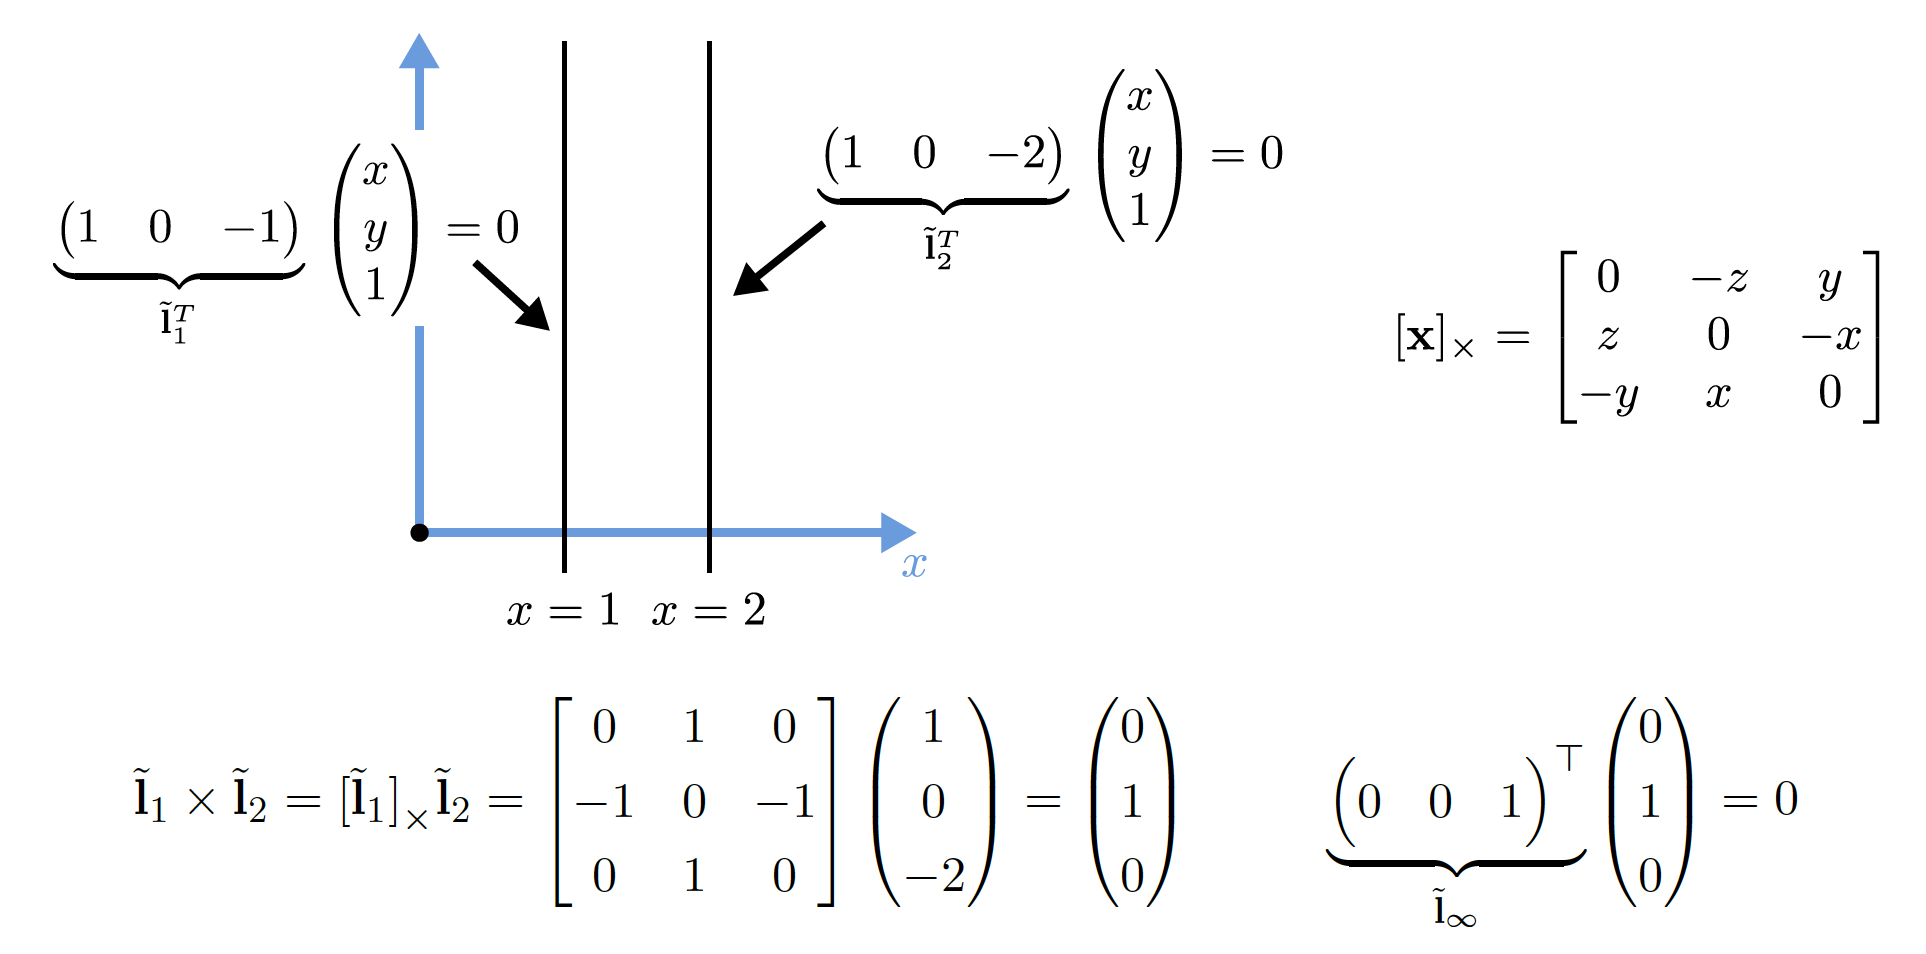 (1 0 −1) (x y 1) = 0
l̃₁ᵀ
(1 0 −2) (x y 1) = 0
l̃₂ᵀ
[x]× = [0 −z y
z 0 −x
−y x 0]
x
x = 1 x = 2
l̃₁ × l̃₂ = [l̃₁]× l̃₂ = [0 1 0; −1 0 −1; 0 1 0] (1 0 −2) = (0 1 0)
(0 0 1)⊤ (0 1 0) = 0
l̃∞